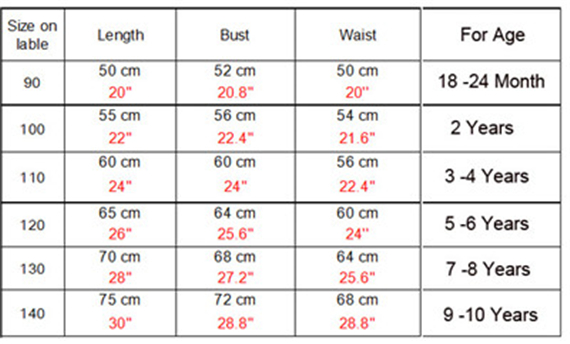 Size on lable Length Bust Waist For Age
90 50 cm 52 cm 50 cm 18 -24 Month
20" 20.8" 20''
100 55 cm 56 cm 54 cm 2 Years
22" 22.4" 21.6"
110 60 cm 60 cm 56 cm 3 -4 Years
24" 24" 22.4"
120 65 cm 64 cm 60 cm 5 -6 Years
26" 25.6" 24''
130 70 cm 68 cm 64 cm 7 -8 Years
28" 27.2" 25.6"
140 75 cm 72 cm 68 cm 9 -10 Years
30" 28.8" 28.8"